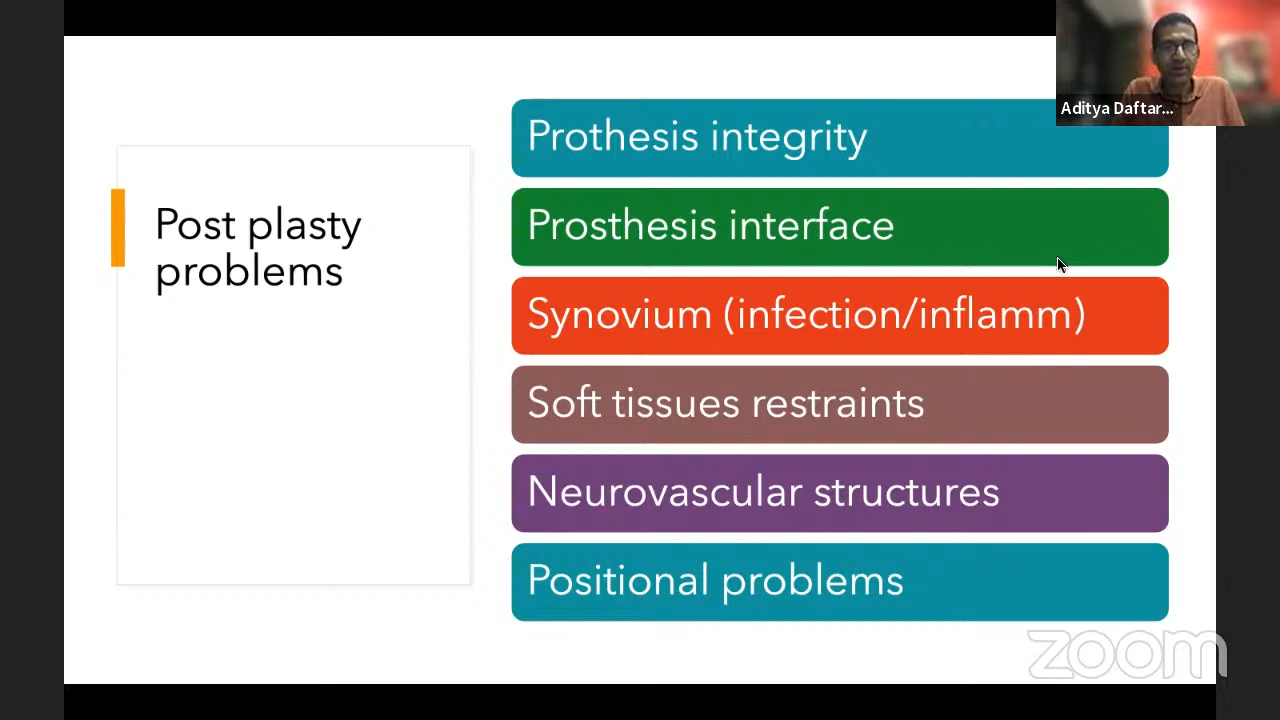 Aditya Daftar...
Post plasty
problems
Prothesis integrity
Prosthesis interface
Synovium (infection/inflamm)
Soft tissues restraints
Neurovascular structures
Positional problems
zoom